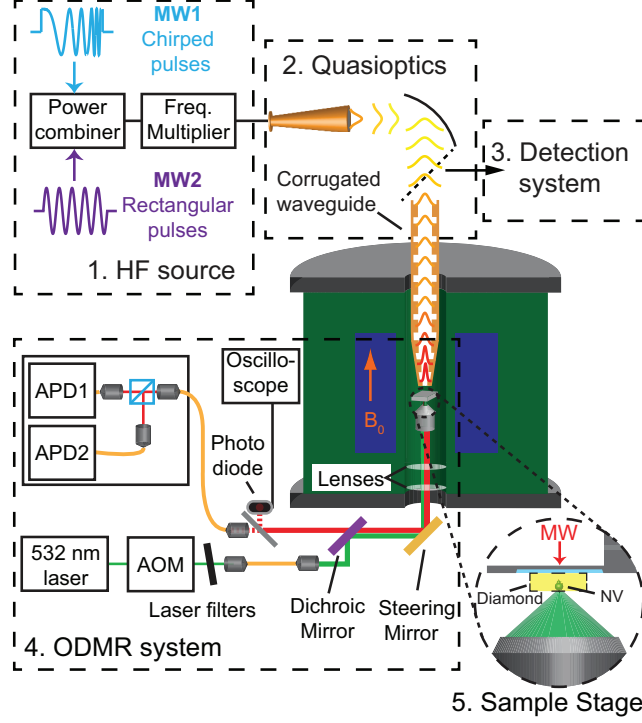 MW1
Chirped
pulses
Power
combiner
Freq.
Multiplier
MW2
Rectangular
pulses
1. HF source
2. Quasioptics
Corrugated
waveguide
3. Detection
system
B0
APD1
APD2
Oscillo-
scope
Photo
diode
Lenses
532 nm
laser
AOM
Laser filters
Dichroic
Mirror
Steering
Mirror
4. ODMR system
MW
Diamond
NV
5. Sample Stage